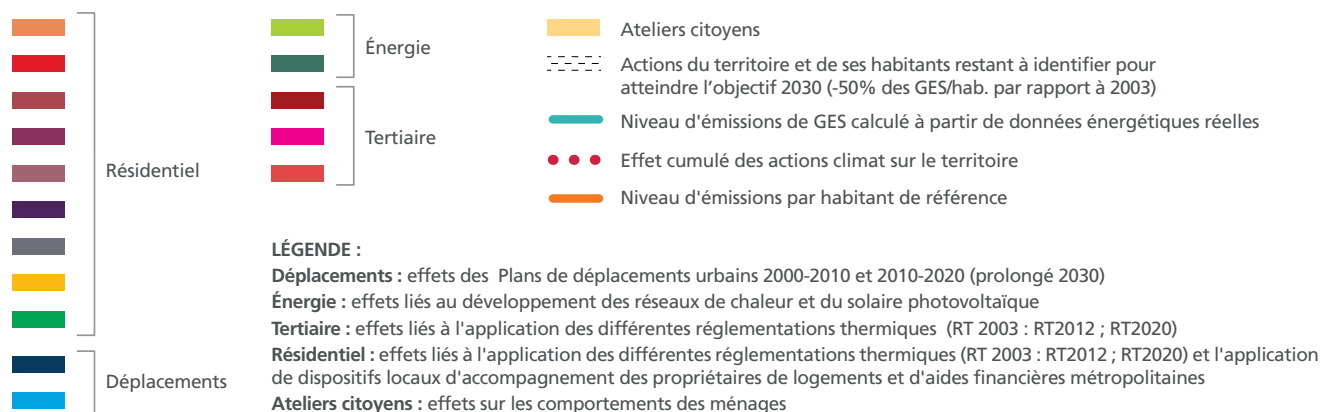 Résidentiel
Déplacements
Énergie
Tertiaire
Ateliers citoyens
Actions du territoire et de ses habitants restant à identifier pour
atteindre l'objectif 2030 (-50% des GES/hab. par rapport à 2003)
Niveau d'émissions de GES calculé à partir de données énergétiques réelles
Effet cumulé des actions climat sur le territoire
Niveau d'émissions par habitant de référence
LÉGENDE :
Déplacements : effets des Plans de déplacements urbains 2000-2010 et 2010-2020 (prolongé 2030)
Énergie : effets liés au développement des réseaux de chaleur et du solaire photovoltaïque
Tertiaire : effets liés à l'application des différentes réglementations thermiques (RT 2003 : RT2012 ; RT2020)
Résidentiel : effets liés à l'application des différentes réglementations thermiques (RT 2003 : RT2012 ; RT2020) et l'application
de dispositifs locaux d'accompagnement des propriétaires de logements et d'aides financières métropolitaines
Ateliers citoyens : effets sur les comportements des ménages